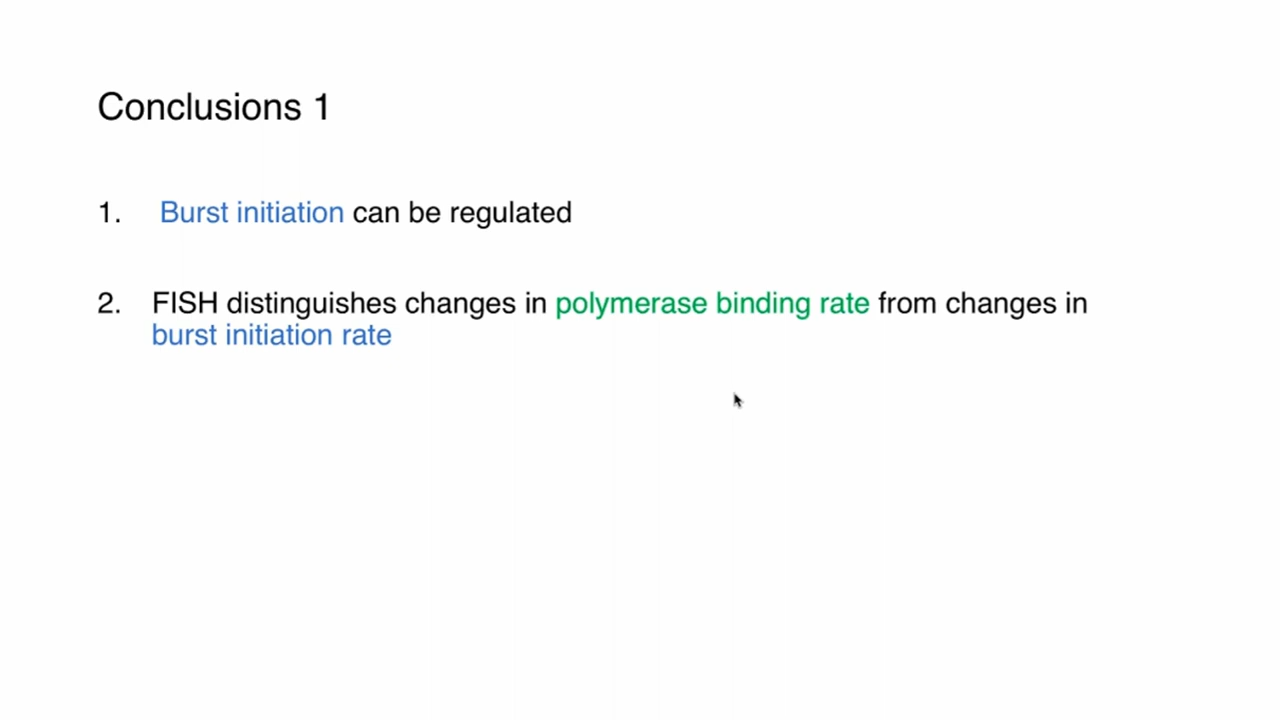 Conclusions 1
1. Burst initiation can be regulated
2. FISH distinguishes changes in polymerase binding rate from changes in
burst initiation rate